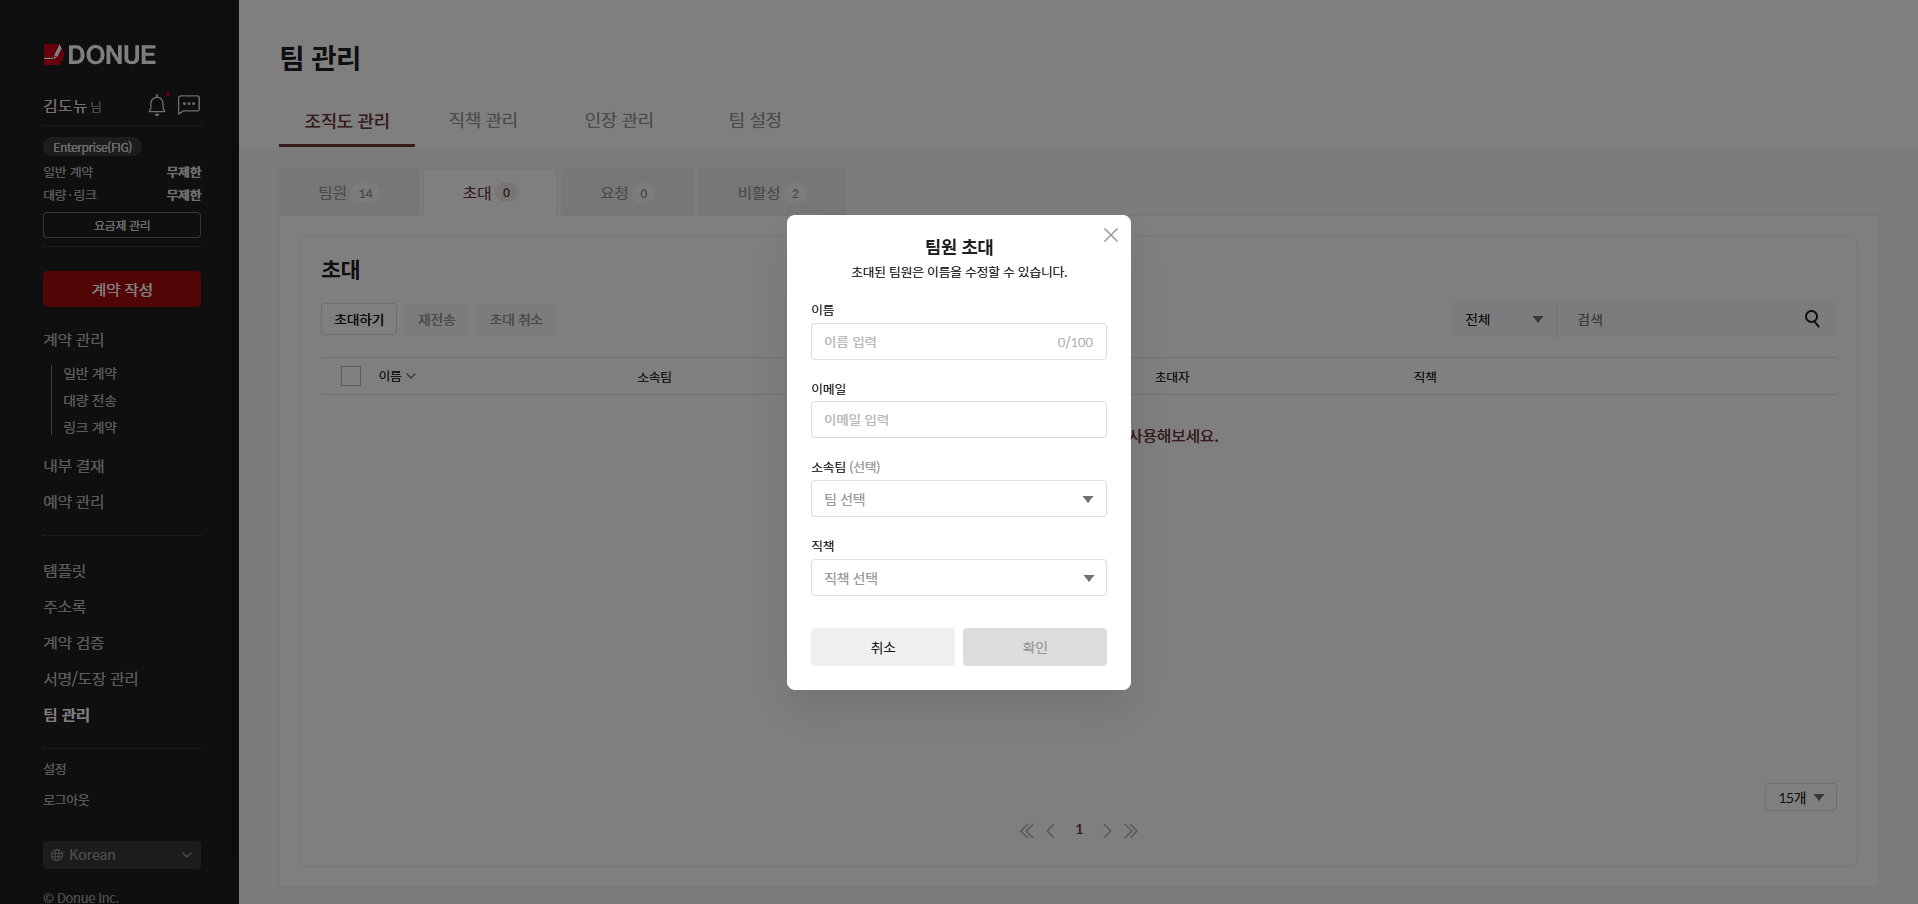 DONUE
김도뉴 님
Enterprise(FIG)
일반 계약 무제한
대량·링크 무제한
요금제 관리
계약 작성
계약 관리
일반 계약
대량 전송
링크 계약
내부 결재
예약 관리
템플릿
주소록
계약 검증
서명/도장 관리
팀 관리
설정
로그아웃
Korean
© Donue Inc.
팀 관리
조직도 관리 직책 관리 인장 관리 팀 설정
팀원 14 초대 0 요청 0 비활성 2
초대
초대하기 재전송 초대 취소
전체 검색
이름 소속팀 초대자 직책
사용해보세요.
15개
1
팀원 초대
초대된 팀원은 이름을 수정할 수 있습니다.
이름
이름 입력 0/100
이메일
이메일 입력
소속팀 (선택)
팀 선택
직책
직책 선택
취소 확인